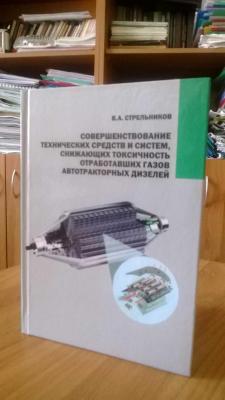 В.А. СТРЕЛЬНИКОВ
СОВЕРШЕНСТВОВАНИЕ
ТЕХНИЧЕСКИХ СРЕДСТВ И СИСТЕМ,
СНИЖАЮЩИХ ТОКСИЧНОСТЬ
ОТРАБОТАВШИХ ГАЗОВ
АВТОТРАКТОРНЫХ ДИЗЕЛЕЙ